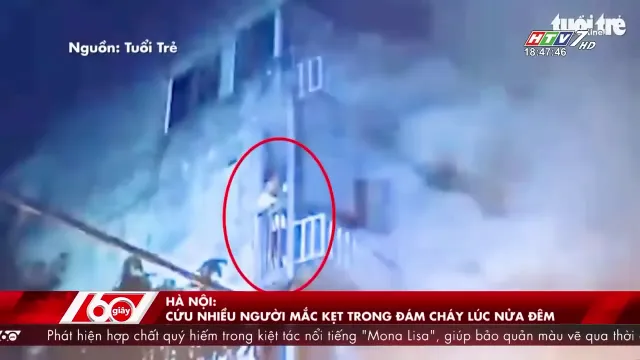 Nguồn: Tuổi Trẻ
tuổi trẻ
HTV7 HD
18:47:46
60 giây
HÀ NỘI:
CỨU NHIỀU NGƯỜI MẮC KẸT TRONG ĐÁM CHÁY LÚC NỬA ĐÊM
60 Phát hiện hợp chất quý hiếm trong kiệt tác nổi tiếng "Mona Lisa", giúp bảo quản màu vẽ qua thời